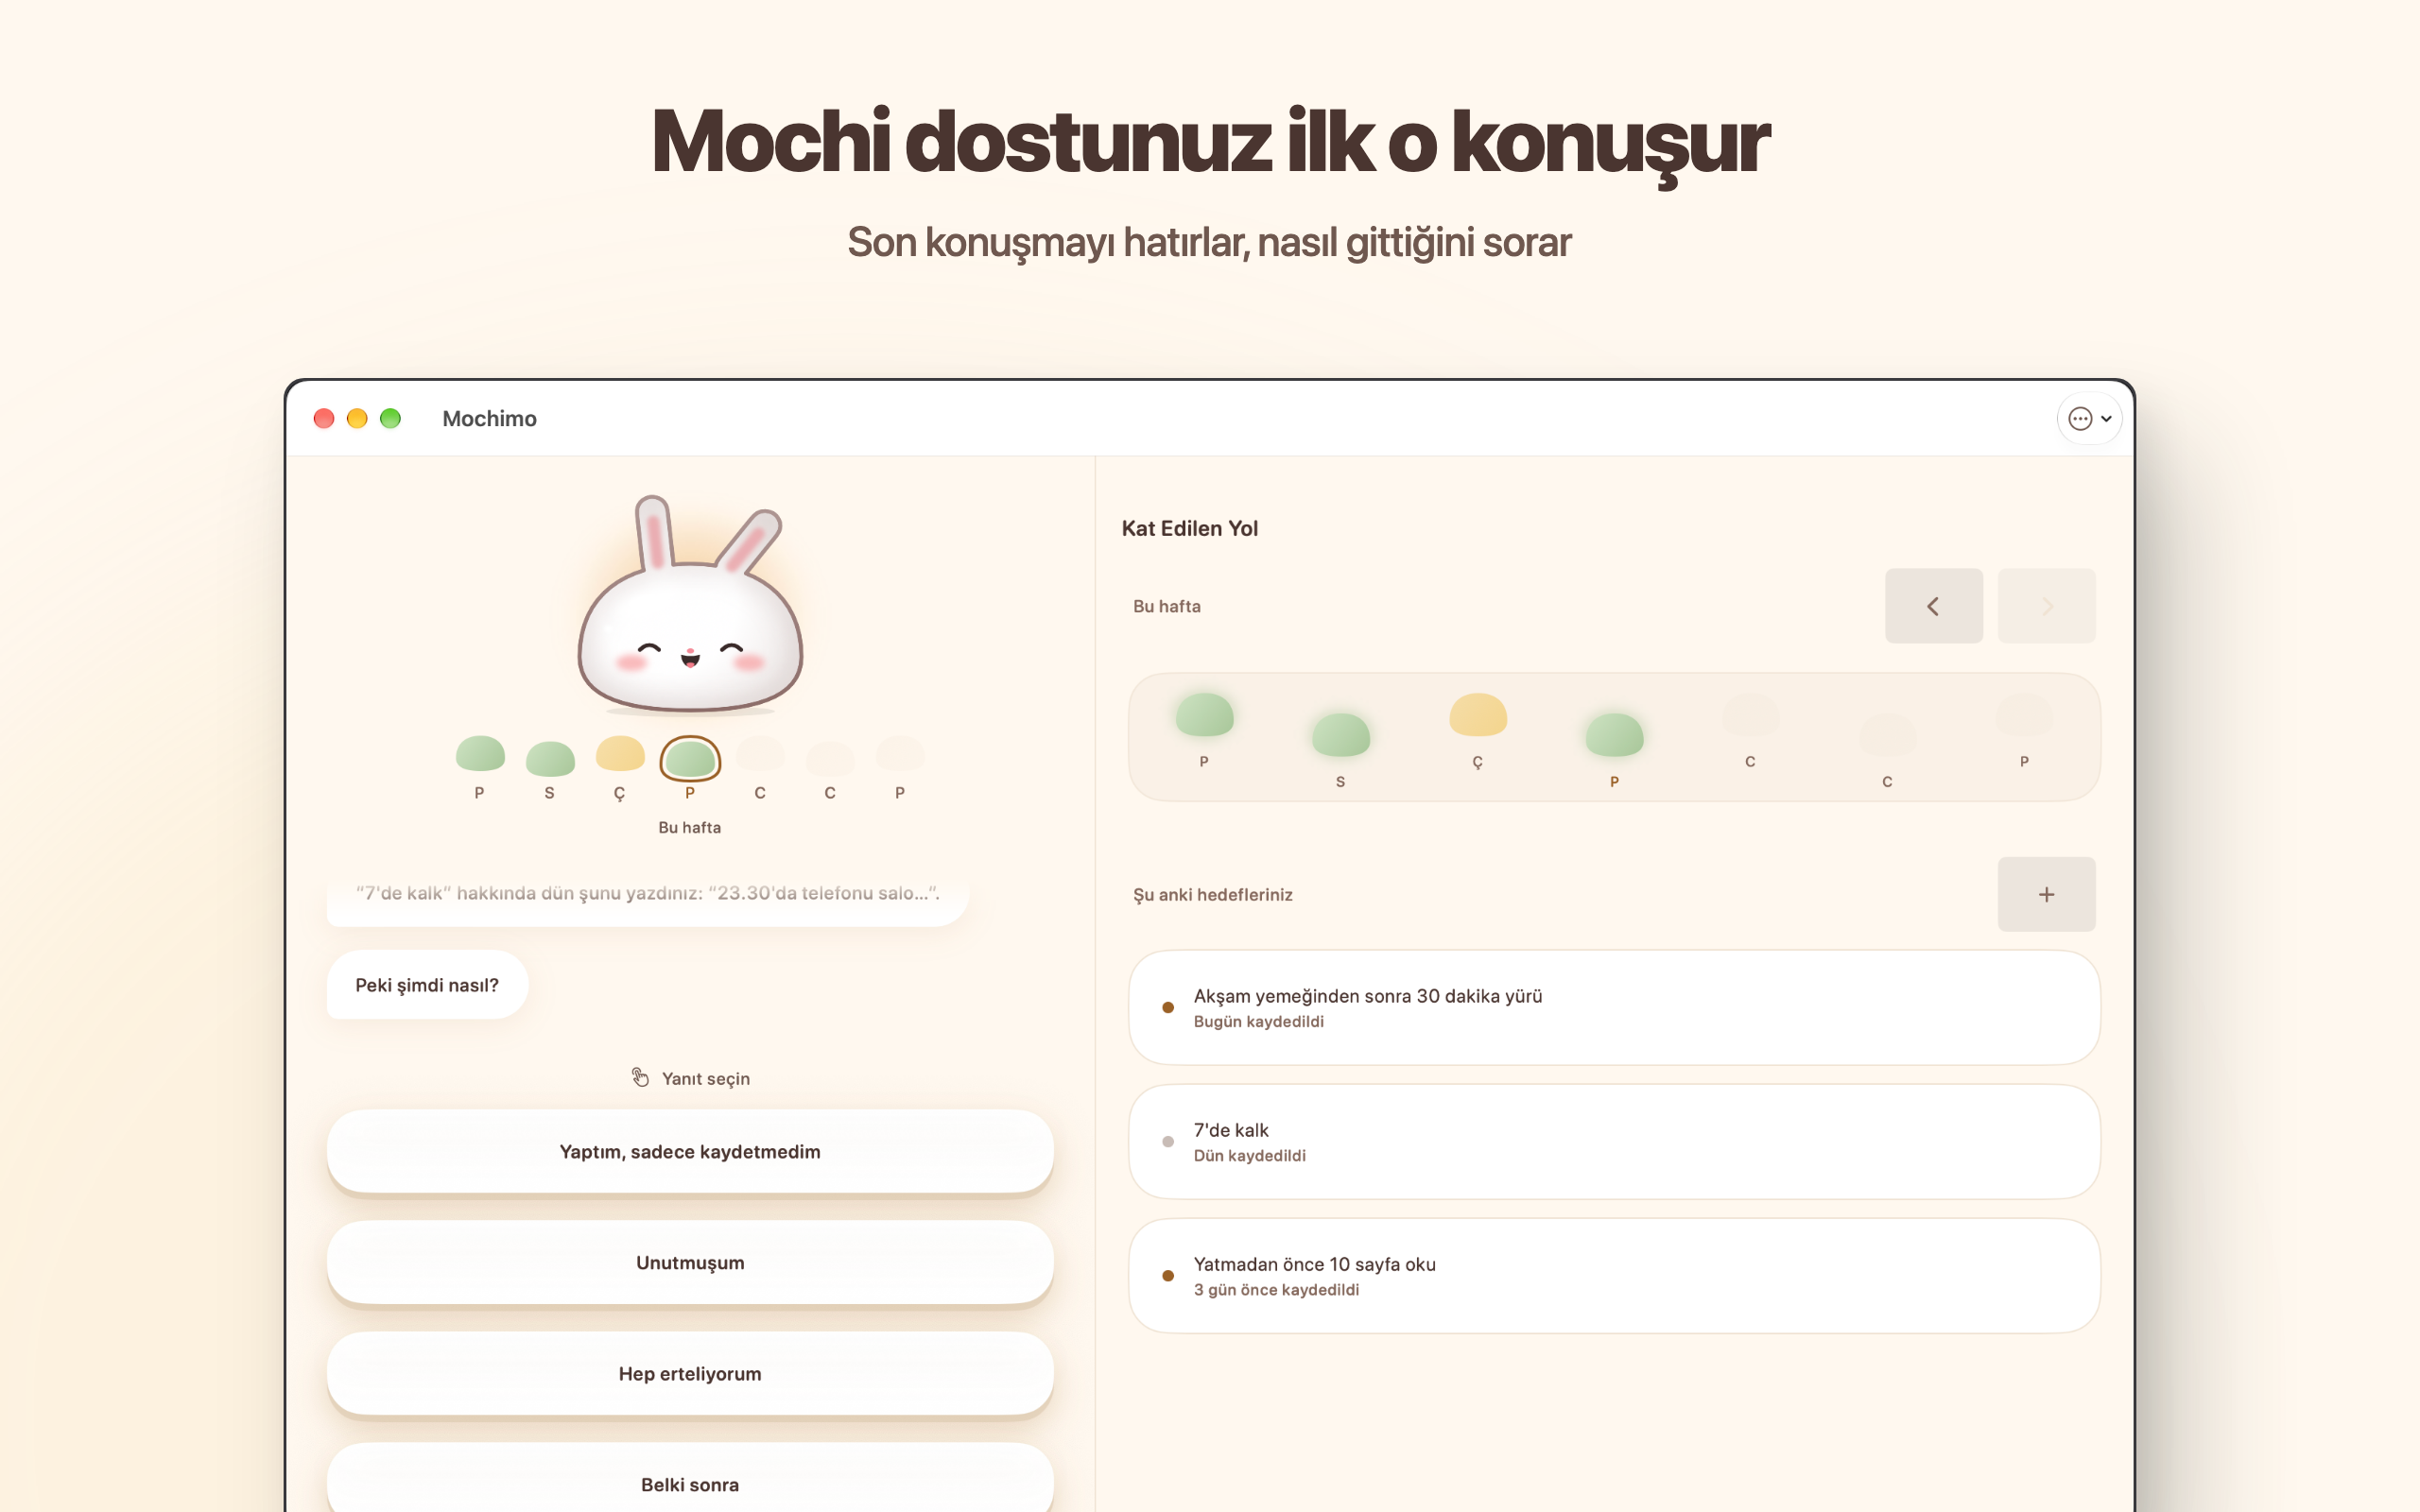 Mochi dostunuz ilk o konuşur
Son konuşmayı hatırlar, nasıl gittiğini sorar
Mochimo
P S Ç P C C P
Bu hafta
“7'de kalk” hakkında dün şunu yazdınız: “23.30'da telefonu salo...”.
Peki şimdi nasıl?
Yanıt seçin
Yaptım, sadece kaydetmedim
Unutmuşum
Hep erteliyorum
Belki sonra
Kat Edilen Yol
Bu hafta
P S Ç P C C P
Şu anki hedefleriniz
+
Akşam yemeğinden sonra 30 dakika yürü
Bugün kaydedildi
7'de kalk
Dün kaydedildi
Yatmadan önce 10 sayfa oku
3 gün önce kaydedildi